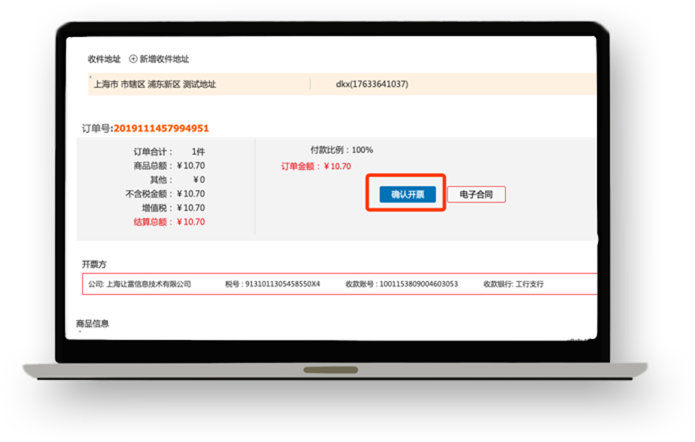 收件地址 新增收件地址
上海市 市辖区 浦东新区 测试地址 dkx(17633641037)
订单号:2019111457994951
订单合计： 1件 付款比例：100%
商品总额：￥10.70 订单金额：￥10.70
其他： ￥0
确认开票 电子合同
不含税金额：￥10.70
增值税：￥10.70
结算总额：￥10.70
开票方
公司: 上海让雷信息技术有限公司 税号 : 9131011305458550X4 收款账号 : 1001153809004603053 收款银行: 工行支行
商品信息